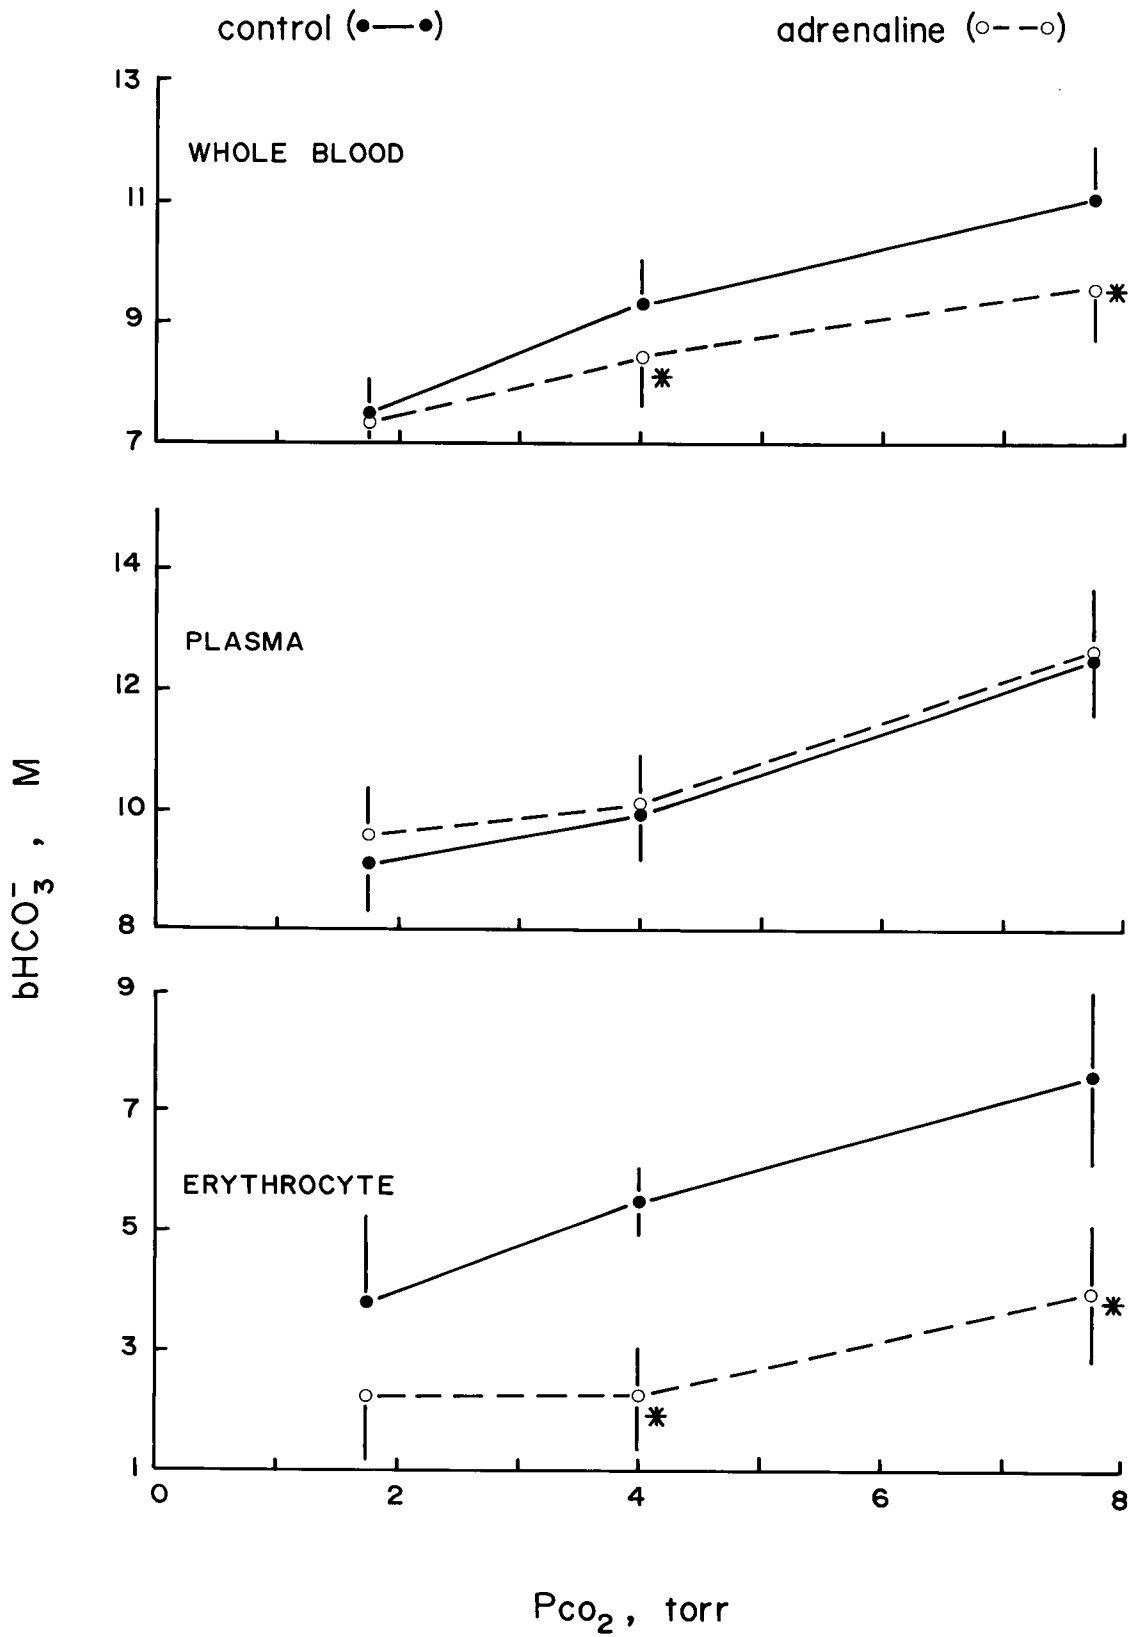 control (●—●) adrenaline (○--○)
13
WHOLE BLOOD
11
9
*
*
7
14
PLASMA
12
10
8
9
7
ERYTHROCYTE
5
3
*
*
1
0 2 4 6 8
bHCO₃⁻, M
Pco₂, torr